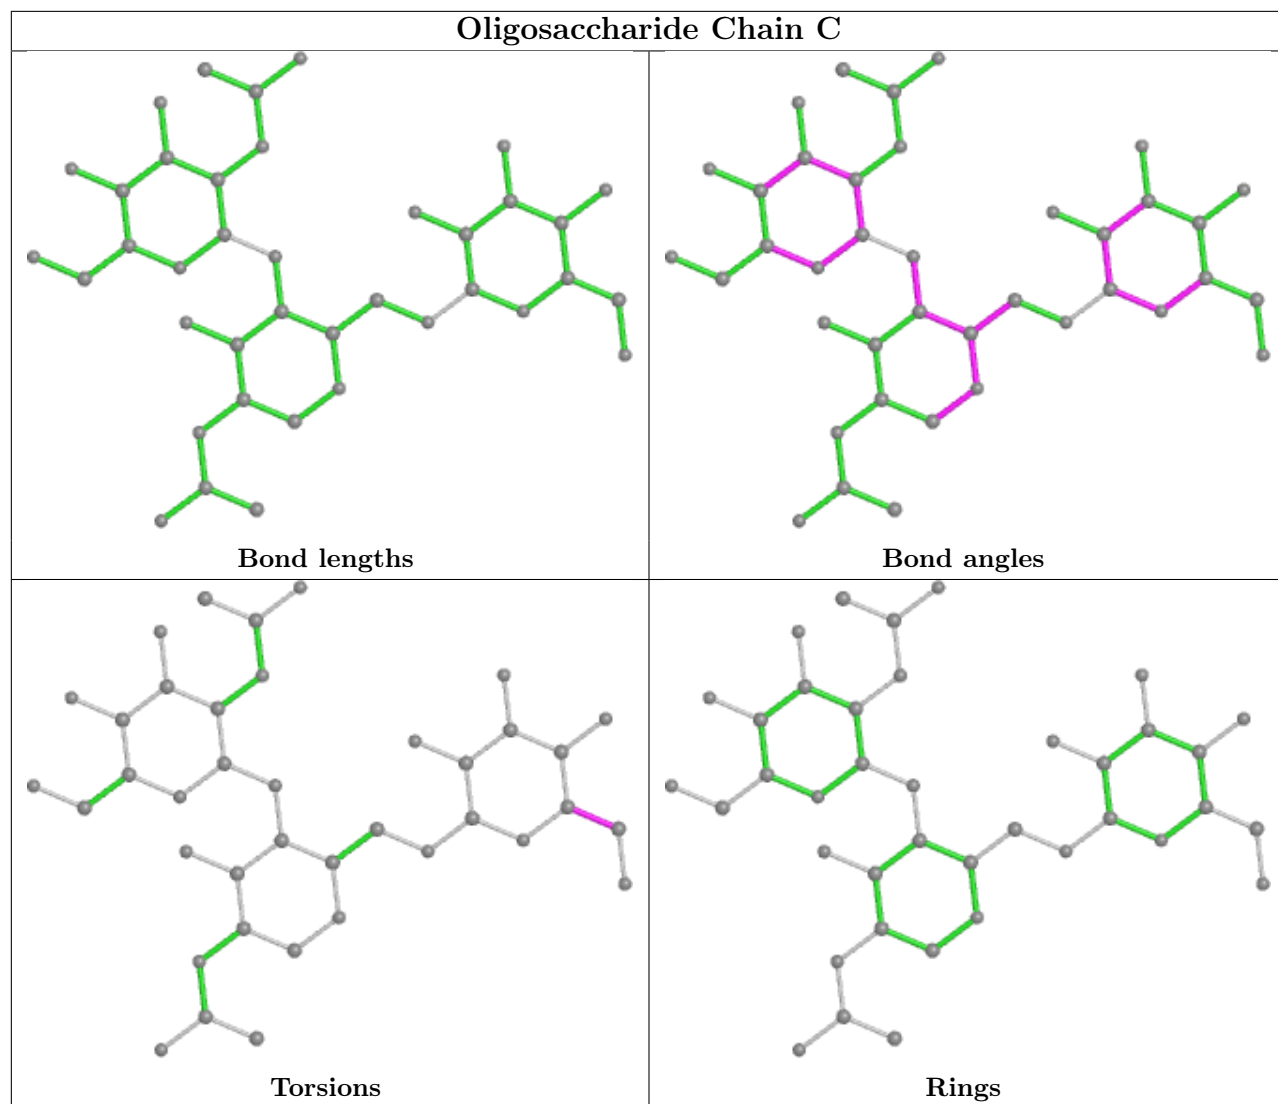 Oligosaccharide Chain C
Bond lengths
Bond angles
Torsions
Rings